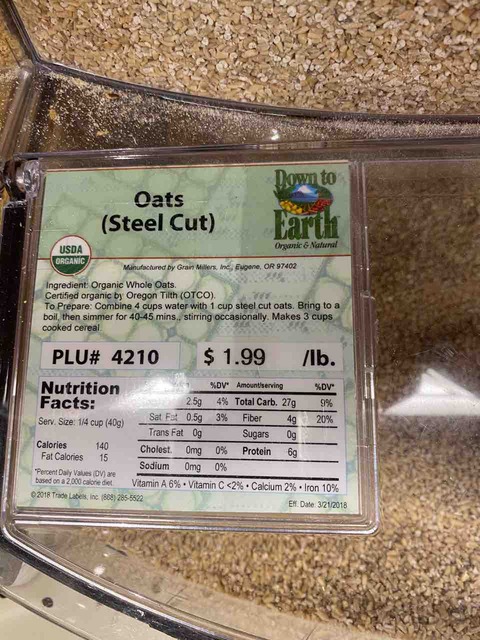 Down to
Earth
Organic & Natural
Oats
(Steel Cut)
USDA
ORGANIC
Manufactured by Grain Millers, Inc., Eugene, OR 97402
Ingredient: Organic Whole Oats.
Certified organic by Oregon Tilth (OTCO).
To Prepare: Combine 4 cups water with 1 cup steel cut oats. Bring to a
boil, then simmer for 40-45 mins., stirring occasionally. Makes 3 cups
cooked cereal
PLU# 4210 $ 1.99 /lb.
Nutrition
Facts:
Serv. Size: 1/4 cup (40g)
Calories 140
Fat Calories 15
*Percent Daily Values (DV) are
based on a 2,000 calorie diet.
%DV* Amount/serving %DV*
2.5g 4% Total Carb. 27g 9%
Sat Fat 0.5g 3% Fiber 4g 20%
Trans Fat 0g Sugars 0g
Cholest. 0mg 0% Protein 6g
Sodium 0mg 0%
Vitamin A 6% • Vitamin C <2% • Calcium 2% • Iron 10%
© 2018 Trade Labels, Inc. (868) 285-5522
Eff. Date: 3/21/2018